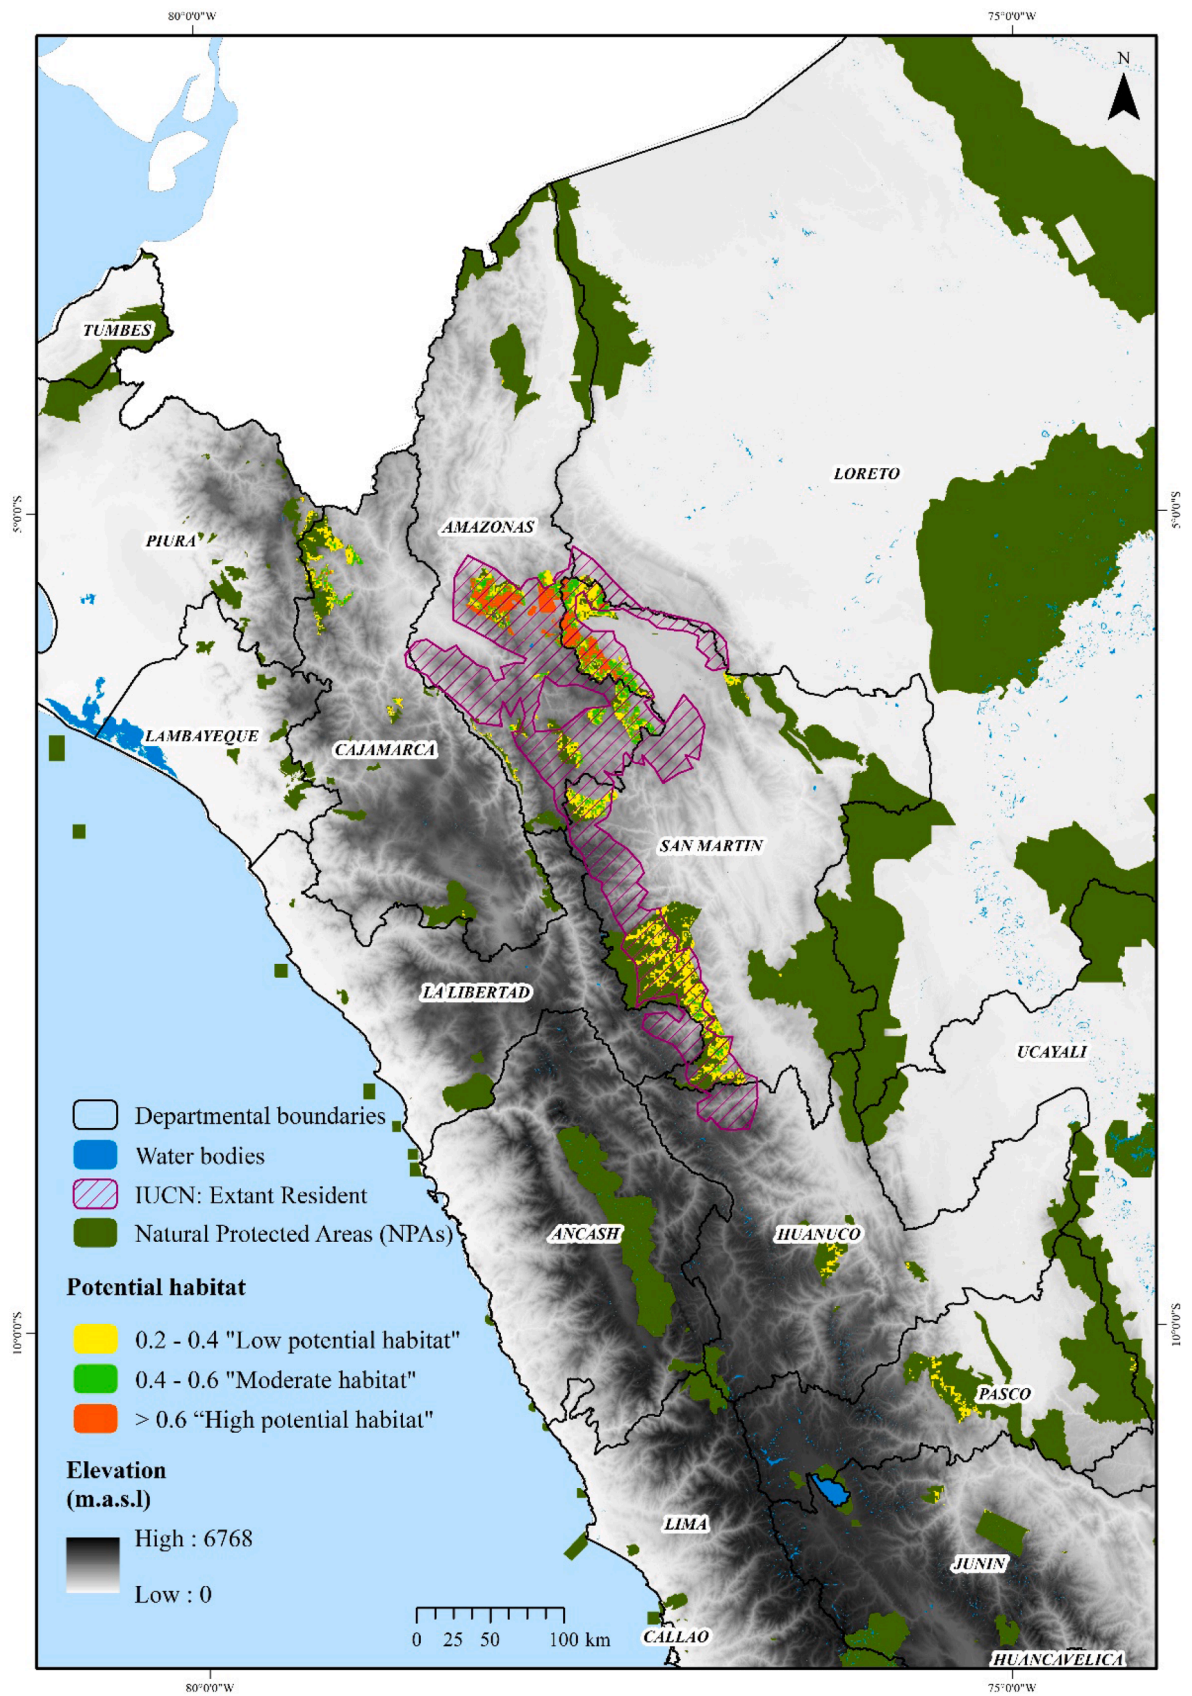 80°0'0"W 75°0'0"W
N
TUMBES
LORETO
5°0'0"S 5°0'0"S
AMAZONAS
PIURA
LAMBAYEQUE
CAJAMARCA
SAN MARTIN
LA LIBERTAD
UCAYALI
Departmental boundaries
Water bodies
IUCN: Extant Resident
Natural Protected Areas (NPAs)
ANCASH
HUANUCO
Potential habitat
10°0'0"S 10°0'0"S
0.2 - 0.4 "Low potential habitat"
0.4 - 0.6 "Moderate habitat"
> 0.6 “High potential habitat"
PASCO
Elevation
(m.a.s.l)
High : 6768
Low : 0
LIMA
JUNIN
0 25 50 100 km
CALLAO
HUANCAVELICA
80°0'0"W 75°0'0"W